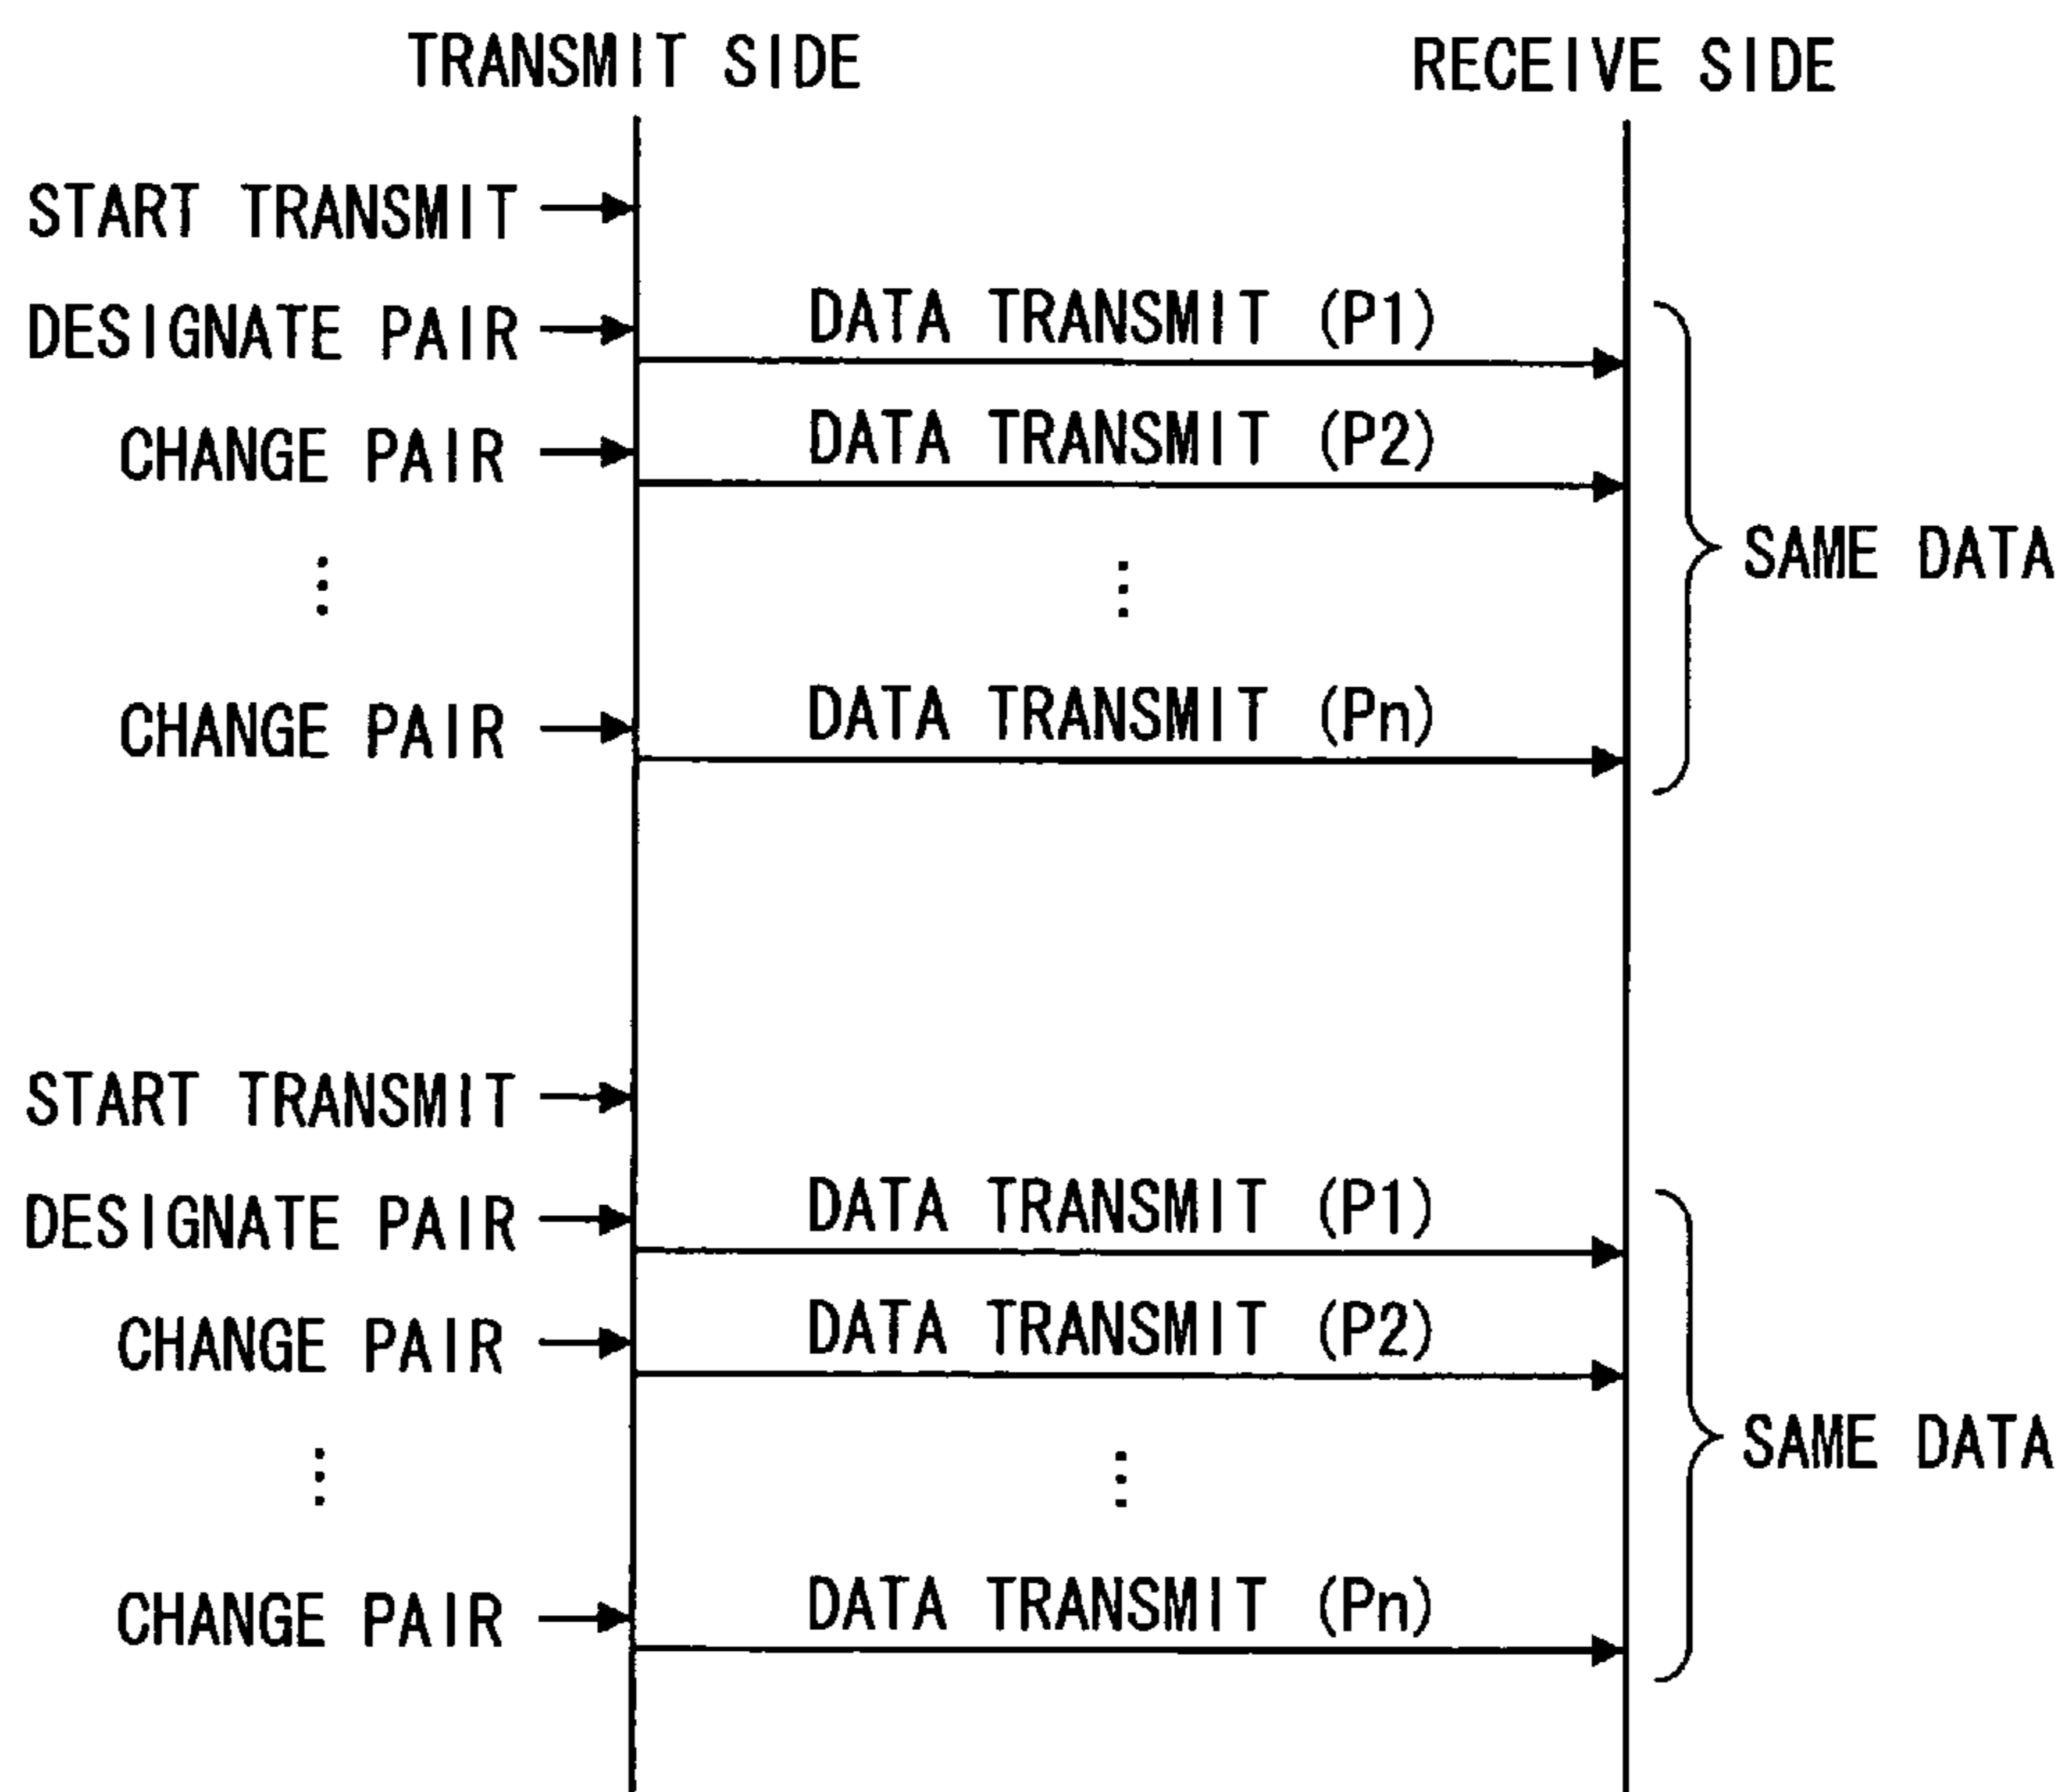 TRANSMIT SIDE RECEIVE SIDE
START TRANSMIT
DESIGNATE PAIR DATA TRANSMIT (P1)
CHANGE PAIR DATA TRANSMIT (P2)
SAME DATA
CHANGE PAIR DATA TRANSMIT (Pn)
START TRANSMIT
DESIGNATE PAIR DATA TRANSMIT (P1)
CHANGE PAIR DATA TRANSMIT (P2)
SAME DATA
CHANGE PAIR DATA TRANSMIT (Pn)